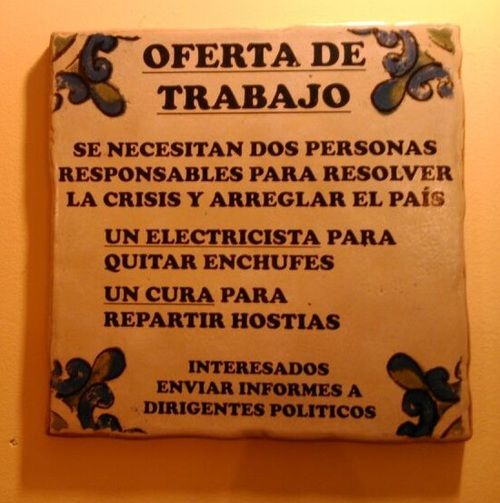 OFERTA DE
TRABAJO
SE NECESITAN DOS PERSONAS
RESPONSABLES PARA RESOLVER
LA CRISIS Y ARREGLAR EL PAÍS
UN ELECTRICISTA PARA
QUITAR ENCHUFES
UN CURA PARA
REPARTIR HOSTIAS
INTERESADOS
ENVIAR INFORMES A
DIRIGENTES POLITICOS